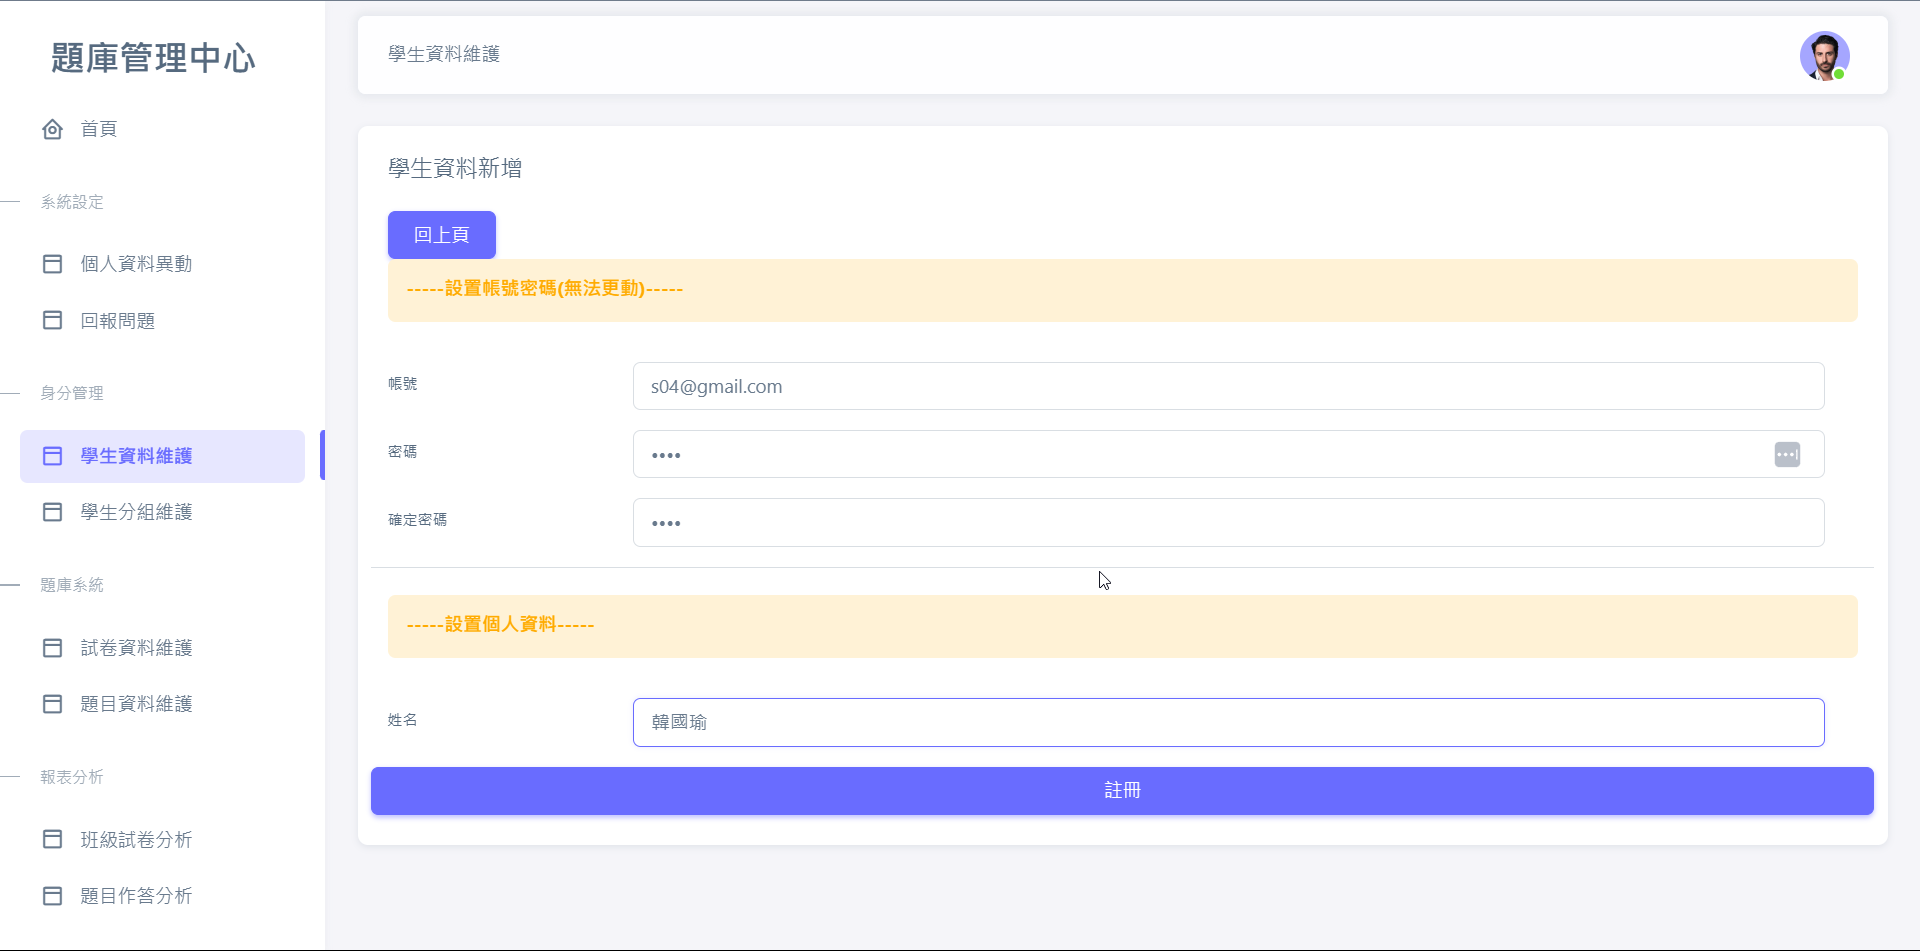 題庫管理中心
首頁
系統設定
個人資料異動
回報問題
身分管理
學生資料維護
學生分組維護
題庫系統
試卷資料維護
題目資料維護
報表分析
班級試卷分析
題目作答分析
學生資料維護
學生資料新增
回上頁
-----設置帳號密碼(無法更動)-----
帳號
s04@gmail.com
密碼
••••
確定密碼
••••
-----設置個人資料-----
姓名
韓國瑜
註冊